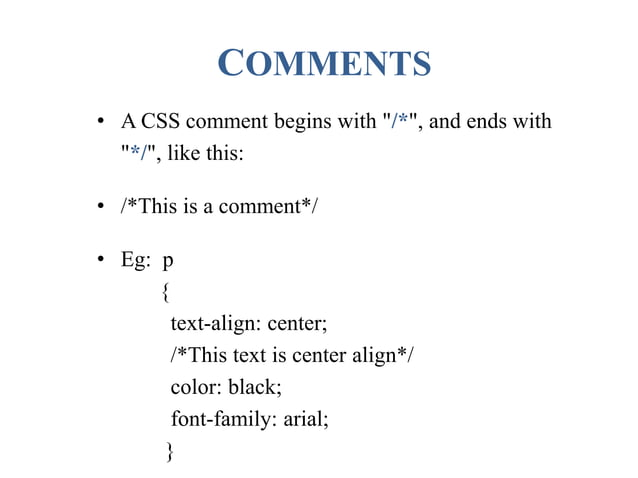 COMMENTS
• A CSS comment begins with "/*", and ends with
"*/", like this:
• /*This is a comment*/
• Eg: p
{
text-align: center;
/*This text is center align*/
color: black;
font-family: arial;
}